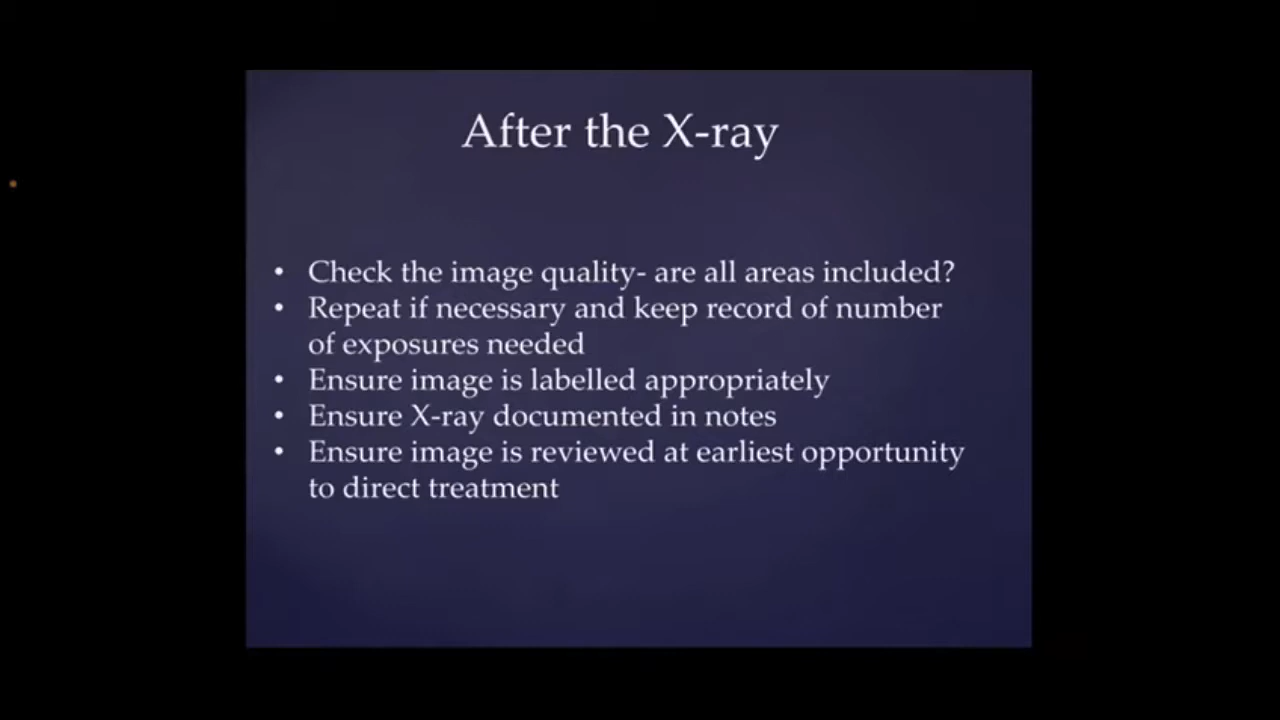 After the X-ray
• Check the image quality- are all areas included?
• Repeat if necessary and keep record of number
of exposures needed
• Ensure image is labelled appropriately
• Ensure X-ray documented in notes
• Ensure image is reviewed at earliest opportunity
to direct treatment